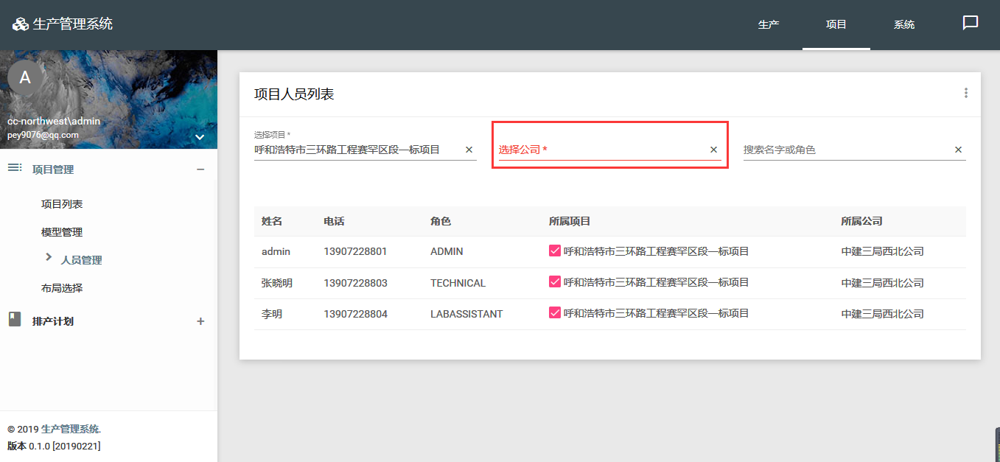 生产管理系统
生产
项目
系统
A
cc-northwest\admin
pey9076@qq.com
项目管理
项目列表
模型管理
人员管理
布局选择
排产计划
© 2019 生产管理系统.
版本 0.1.0 [20190221]
项目人员列表
选择项目 *
呼和浩特市三环路工程赛罕区段一标项目
选择公司 *
搜索名字或角色
姓名 电话 角色 所属项目 所属公司
admin 13907228801 ADMIN 呼和浩特市三环路工程赛罕区段一标项目 中建三局西北公司
张晓明 13907228803 TECHNICAL 呼和浩特市三环路工程赛罕区段一标项目 中建三局西北公司
李明 13907228804 LABASSISTANT 呼和浩特市三环路工程赛罕区段一标项目 中建三局西北公司